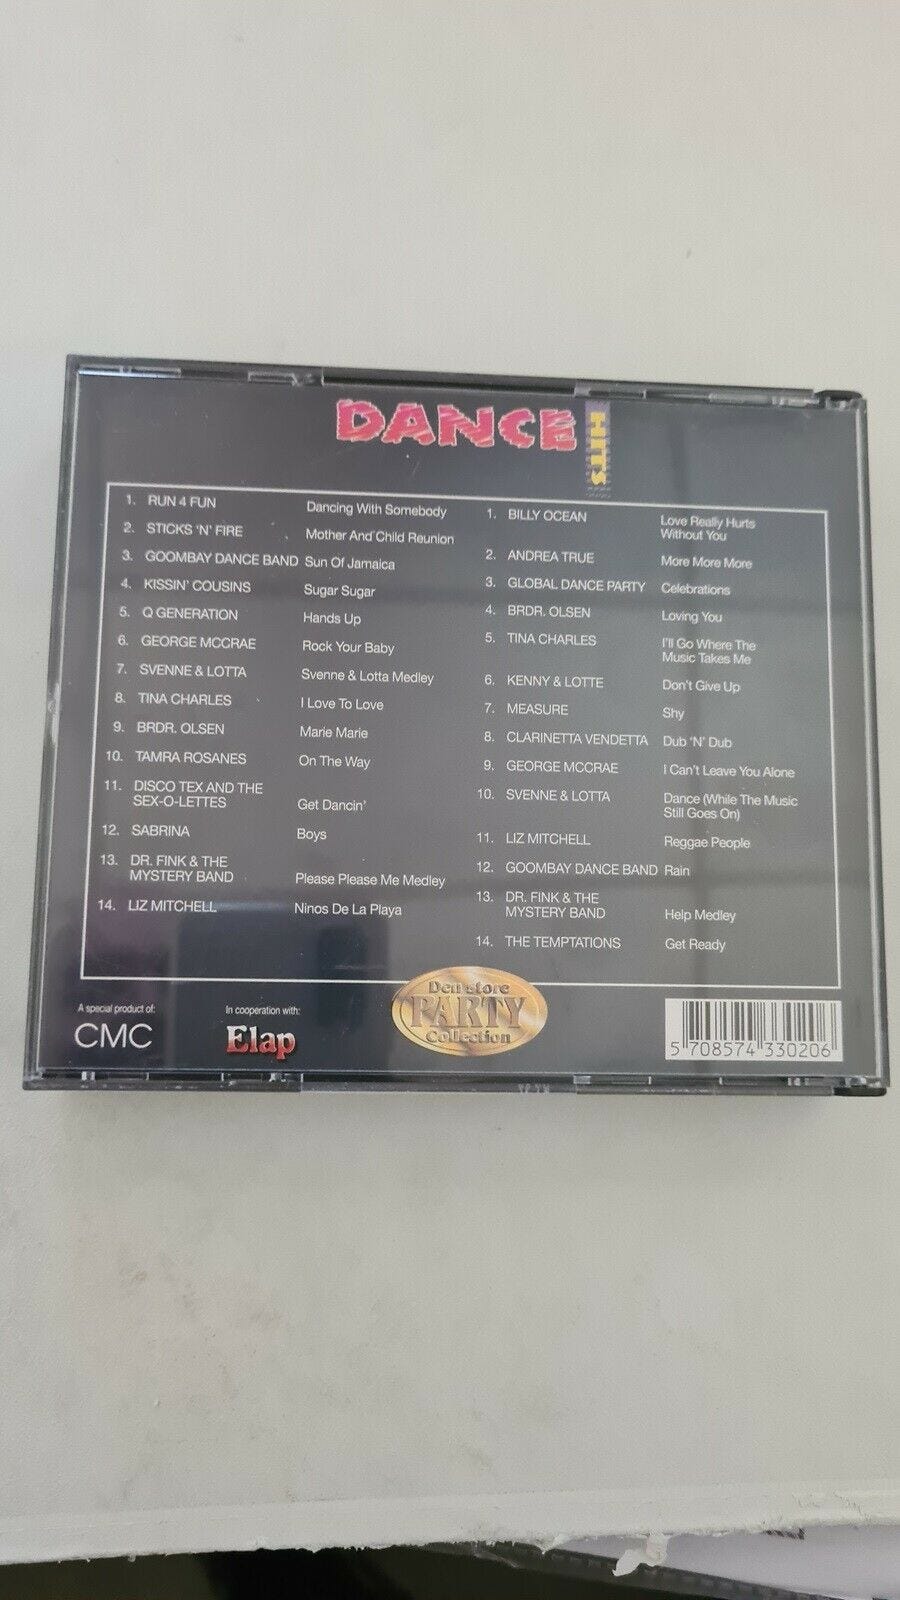 DANCE HITS
1. RUN 4 FUN Dancing With Somebody
2. STICKS 'N' FIRE Mother And Child Reunion
3. GOOMBAY DANCE BAND Sun Of Jamaica
4. KISSIN' COUSINS Sugar Sugar
5. Q GENERATION Hands Up
6. GEORGE MCCRAE Rock Your Baby
7. SVENNE & LOTTA Svenne & Lotta Medley
8. TINA CHARLES I Love To Love
9. BRDR. OLSEN Marie Marie
10. TAMRA ROSANES On The Way
11. DISCO TEX AND THE
SEX-O-LETTES Get Dancin'
12. SABRINA Boys
13. DR. FINK & THE
MYSTERY BAND Please Please Me Medley
14. LIZ MITCHELL Ninos De La Playa
1. BILLY OCEAN Love Really Hurts
Without You
2. ANDREA TRUE More More More
3. GLOBAL DANCE PARTY Celebrations
4. BRDR. OLSEN Loving You
5. TINA CHARLES I'll Go Where The
Music Takes Me
6. KENNY & LOTTE Don't Give Up
7. MEASURE Shy
8. CLARINETTA VENDETTA Dub 'N' Dub
9. GEORGE MCCRAE I Can't Leave You Alone
10. SVENNE & LOTTA Dance (While The Music
Still Goes On)
11. LIZ MITCHELL Reggae People
12. GOOMBAY DANCE BAND Rain
13. DR. FINK & THE
MYSTERY BAND Help Medley
14. THE TEMPTATIONS Get Ready
A special product of:
CMC
In cooperation with:
Elap
Den store
PARTY
Collection
5 708574 330206